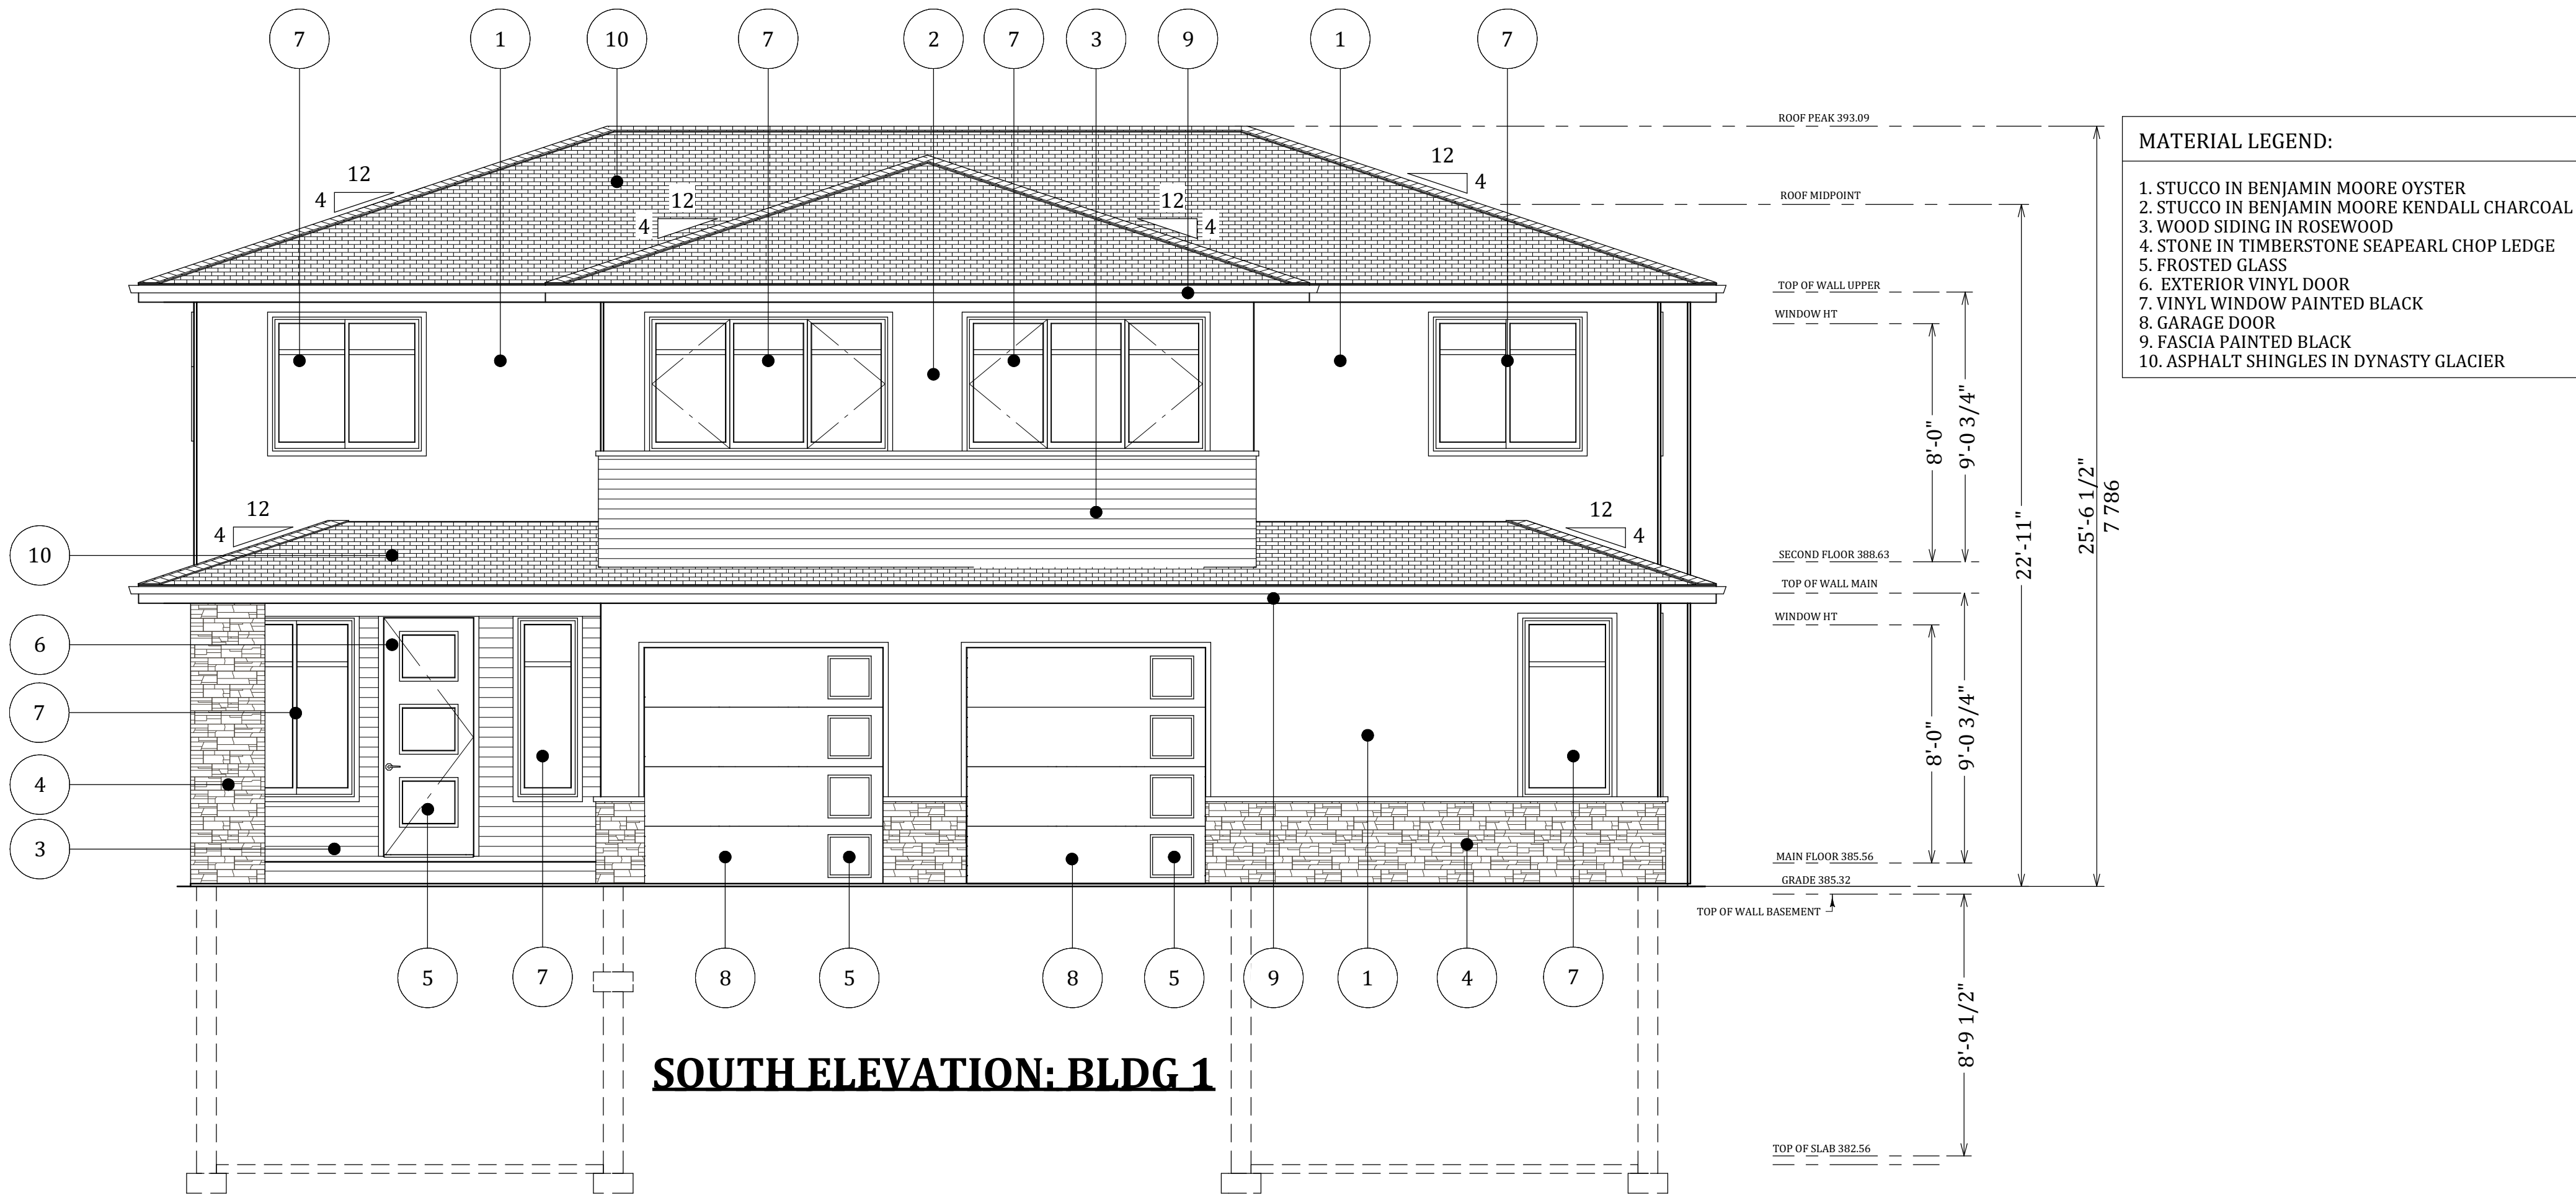 7 1 10 7 2 7 3 9 1 7
ROOF PEAK 393.09
MATERIAL LEGEND:
1. STUCCO IN BENJAMIN MOORE OYSTER
2. STUCCO IN BENJAMIN MOORE KENDALL CHARCOAL
3. WOOD SIDING IN ROSEWOOD
4. STONE IN TIMBERSTONE SEAPEARL CHOP LEDGE
5. FROSTED GLASS
6. EXTERIOR VINYL DOOR
7. VINYL WINDOW PAINTED BLACK
8. GARAGE DOOR
9. FASCIA PAINTED BLACK
10. ASPHALT SHINGLES IN DYNASTY GLACIER
12
4
12
4
12
4
12
4
ROOF MIDPOINT
TOP OF WALL UPPER
WINDOW HT
8'-0"
9'-0 3/4"
22'-11"
25'-6 1/2"
7 786
12
4
12
4
10
SECOND FLOOR 388.63
TOP OF WALL MAIN
WINDOW HT
6
7
4
3
8'-0"
9'-0 3/4"
MAIN FLOOR 385.56
GRADE 385.32
TOP OF WALL BASEMENT
5 7 8 5 8 5 9 1 4 7
8'-9 1/2"
SOUTH ELEVATION: BLDG 1
TOP OF SLAB 382.56